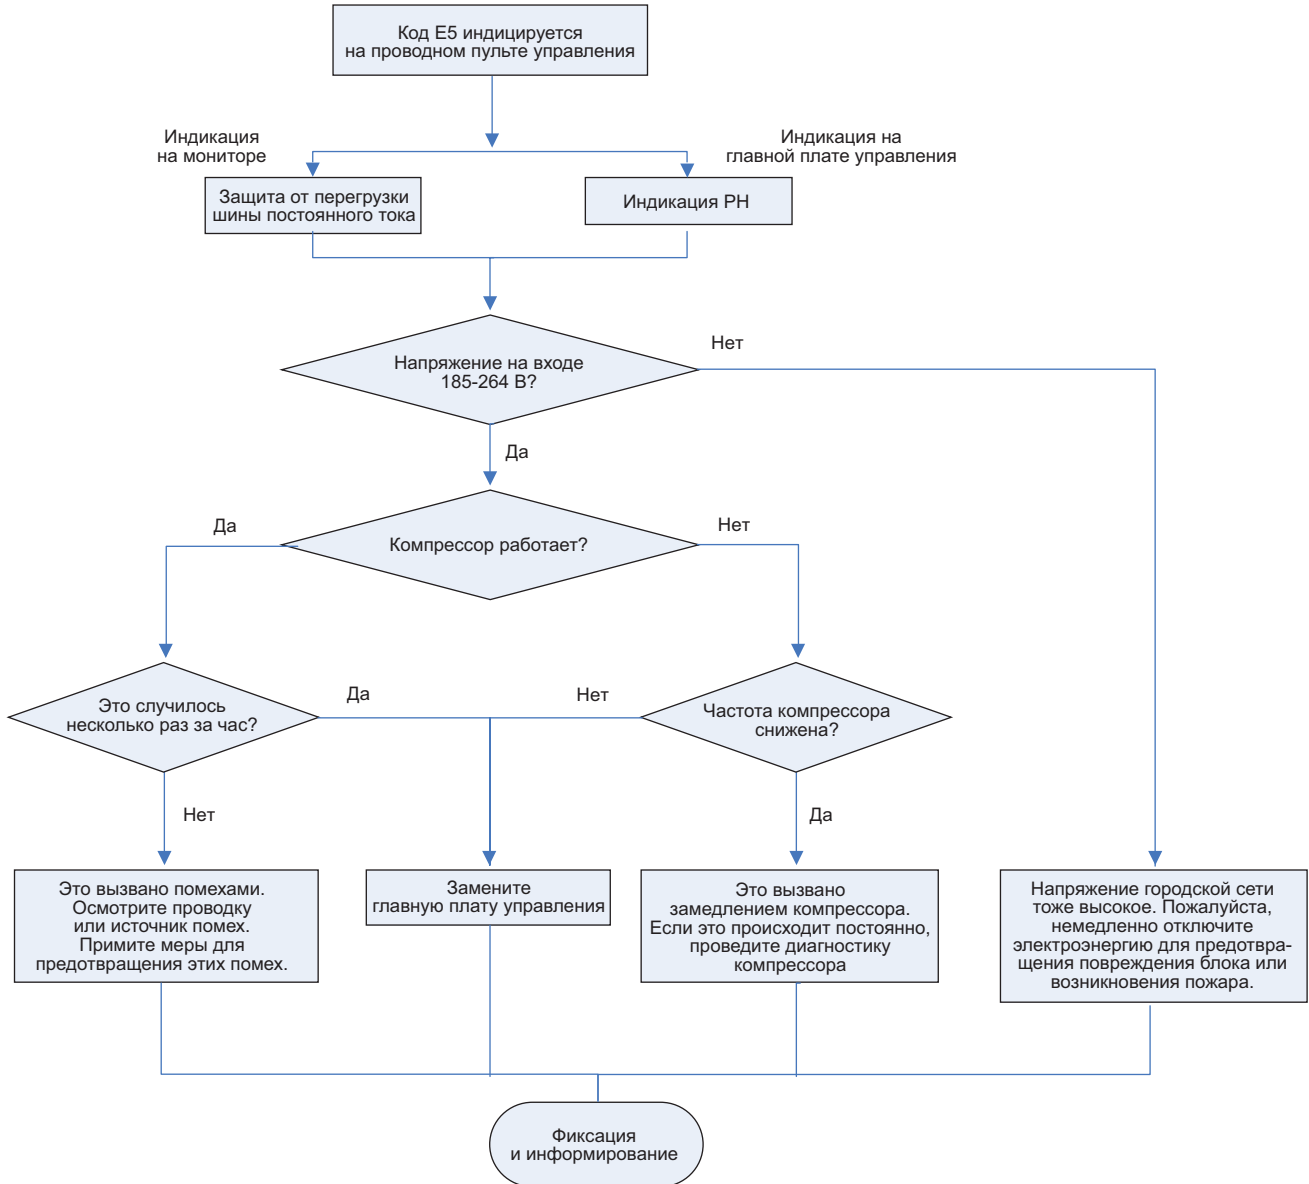 Код E5 индицируется
на проводном пульте управления
Индикация
на мониторе
Индикация на
главной плате управления
Защита от перегрузки
шины постоянного тока
Индикация PH
Напряжение на входе
185-264 В?
Нет
Да
Компрессор работает?
Да
Нет
Это случилось
несколько раз за час?
Да
Нет
Частота компрессора
снижена?
Нет
Да
Это вызвано помехами.
Осмотрите проводку
или источник помех.
Примите меры для
предотвращения этих помех.
Замените
главную плату управления
Это вызвано
замедлением компрессора.
Если это происходит постоянно,
проведите диагностику
компрессора
Напряжение городской сети
тоже высокое. Пожалуйста,
немедленно отключите
электроэнергию для предотвра-
щения повреждения блока или
возникновения пожара.
Фиксация
и информирование